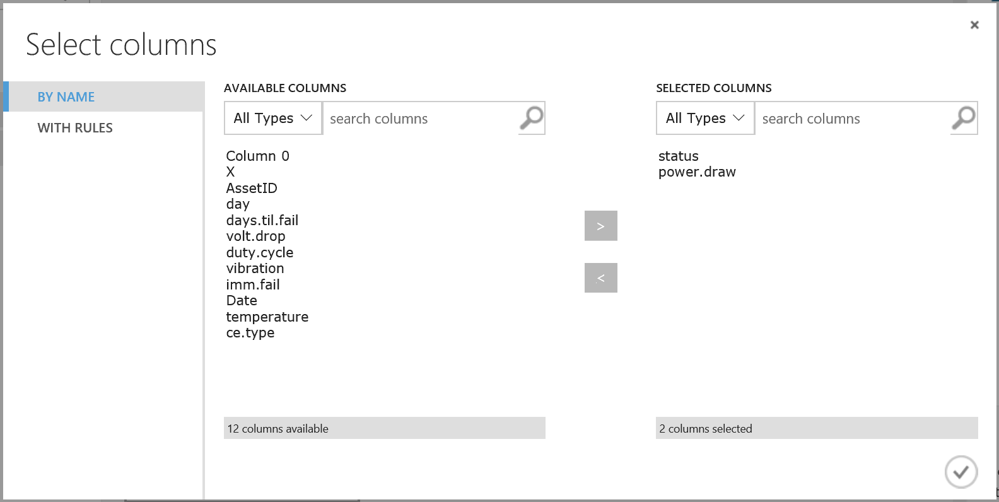 Select columns
BY NAME
WITH RULES
AVAILABLE COLUMNS
All Types
search columns
Column 0
X
AssetID
day
days.til.fail
volt.drop
duty.cycle
vibration
imm.fail
Date
temperature
ce.type
12 columns available
>
<
SELECTED COLUMNS
All Types
search columns
status
power.draw
2 columns selected